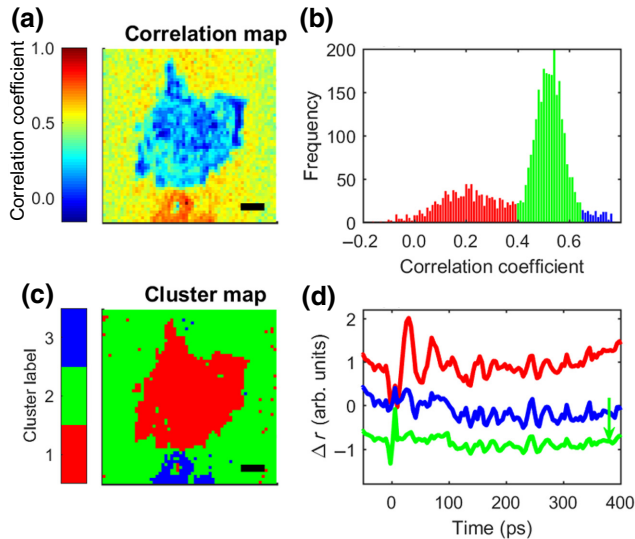 (a)
Correlation map
Correlation coefficient
1.0
0.5
0.0
(b)
Frequency
200
150
100
50
0
−0.2
0.0
0.2
0.4
0.6
Correlation coefficient
(c)
Cluster map
Cluster label
3
2
1
(d)
Δ r (arb. units)
2
1
0
−1
0
100
200
300
400
Time (ps)